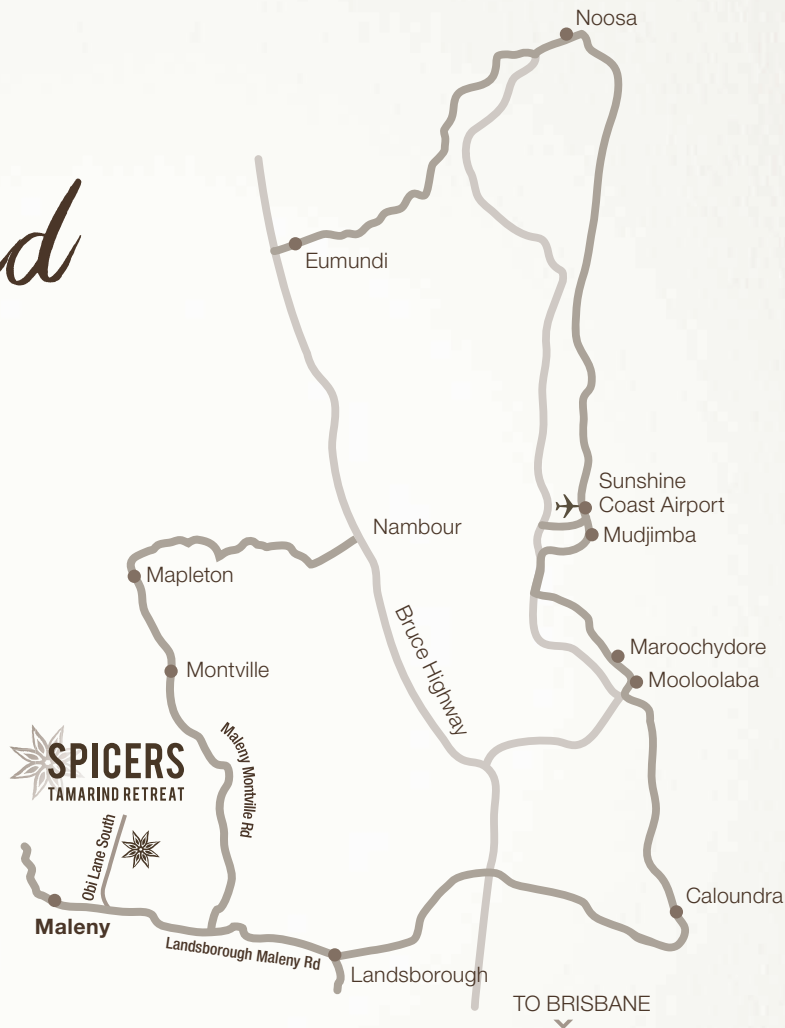 Noosa
Eumundi
Sunshine
Coast Airport
Mudjimba
Nambour
Mapleton
Bruce Highway
Maroochydore
Montville
Mooloolaba
Maleny Montville Rd
SPICERS
TAMARIND RETREAT
Obi Lane South
Caloundra
Maleny
Landsborough Maleny Rd
Landsborough
TO BRISBANE